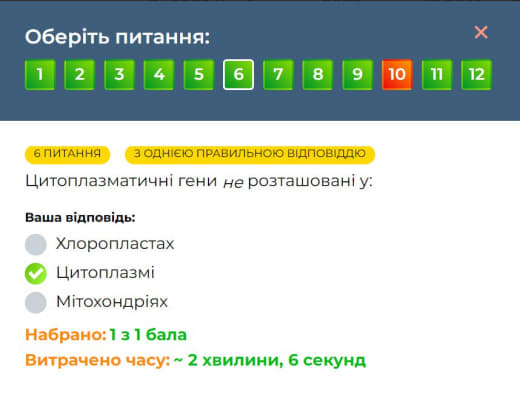 Оберіть питання:
1 2 3 4 5 6 7 8 9 10 11 12
6 ПИТАННЯ З ОДНІЄЮ ПРАВИЛЬНОЮ ВІДПОВІДДЮ
Цитоплазматичні гени не розташовані у:
Ваша відповідь:
Хлоропластах
Цитоплазмі
Мітохондріях
Набрано: 1 з 1 бала
Витрачено часу: ~ 2 хвилини, 6 секунд